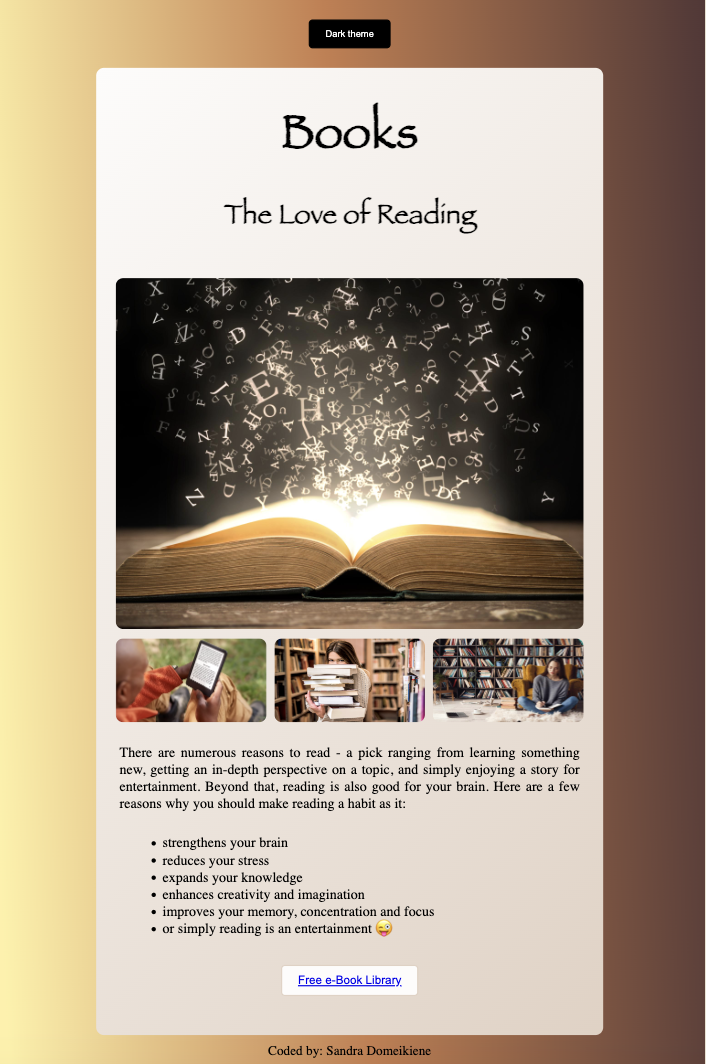 Dark theme
Books
The Love of Reading
There are numerous reasons to read - a pick ranging from learning something
new, getting an in-depth perspective on a topic, and simply enjoying a story for
entertainment. Beyond that, reading is also good for your brain. Here are a few
reasons why you should make reading a habit as it:
• strengthens your brain
• reduces your stress
• expands your knowledge
• enhances creativity and imagination
• improves your memory, concentration and focus
• or simply reading is an entertainment 😜
Free e-Book Library
Coded by: Sandra Domeikiene